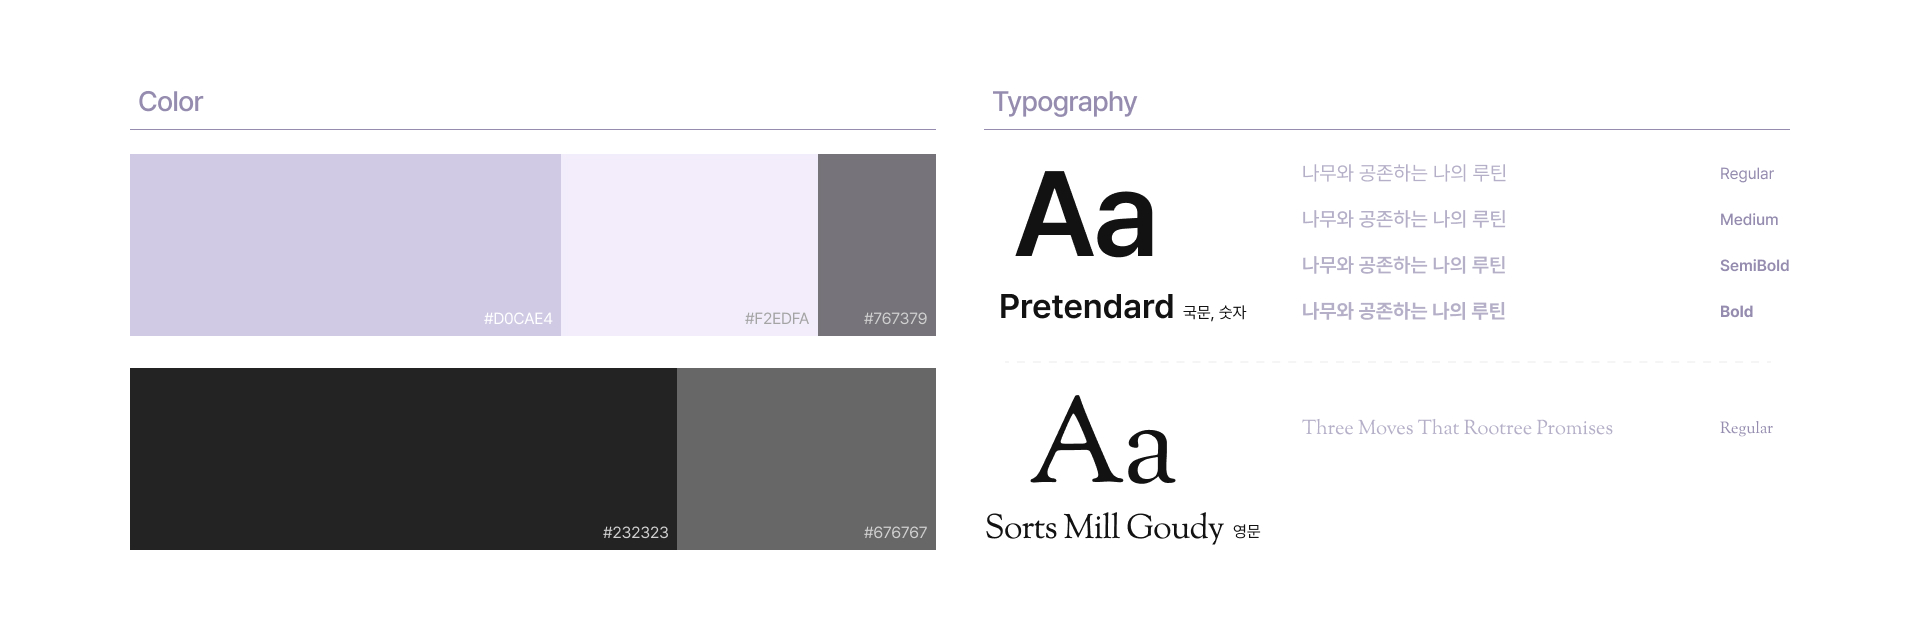 Color
#D0CAE4
#F2EDFA
#767379
#232323
#676767
Typography
Aa
Pretendard 국문, 숫자
나무와 공존하는 나의 루틴 Regular
나무와 공존하는 나의 루틴 Medium
나무와 공존하는 나의 루틴 SemiBold
나무와 공존하는 나의 루틴 Bold
Aa
Sorts Mill Goudy 영문
Three Moves That Rootree Promises Regular